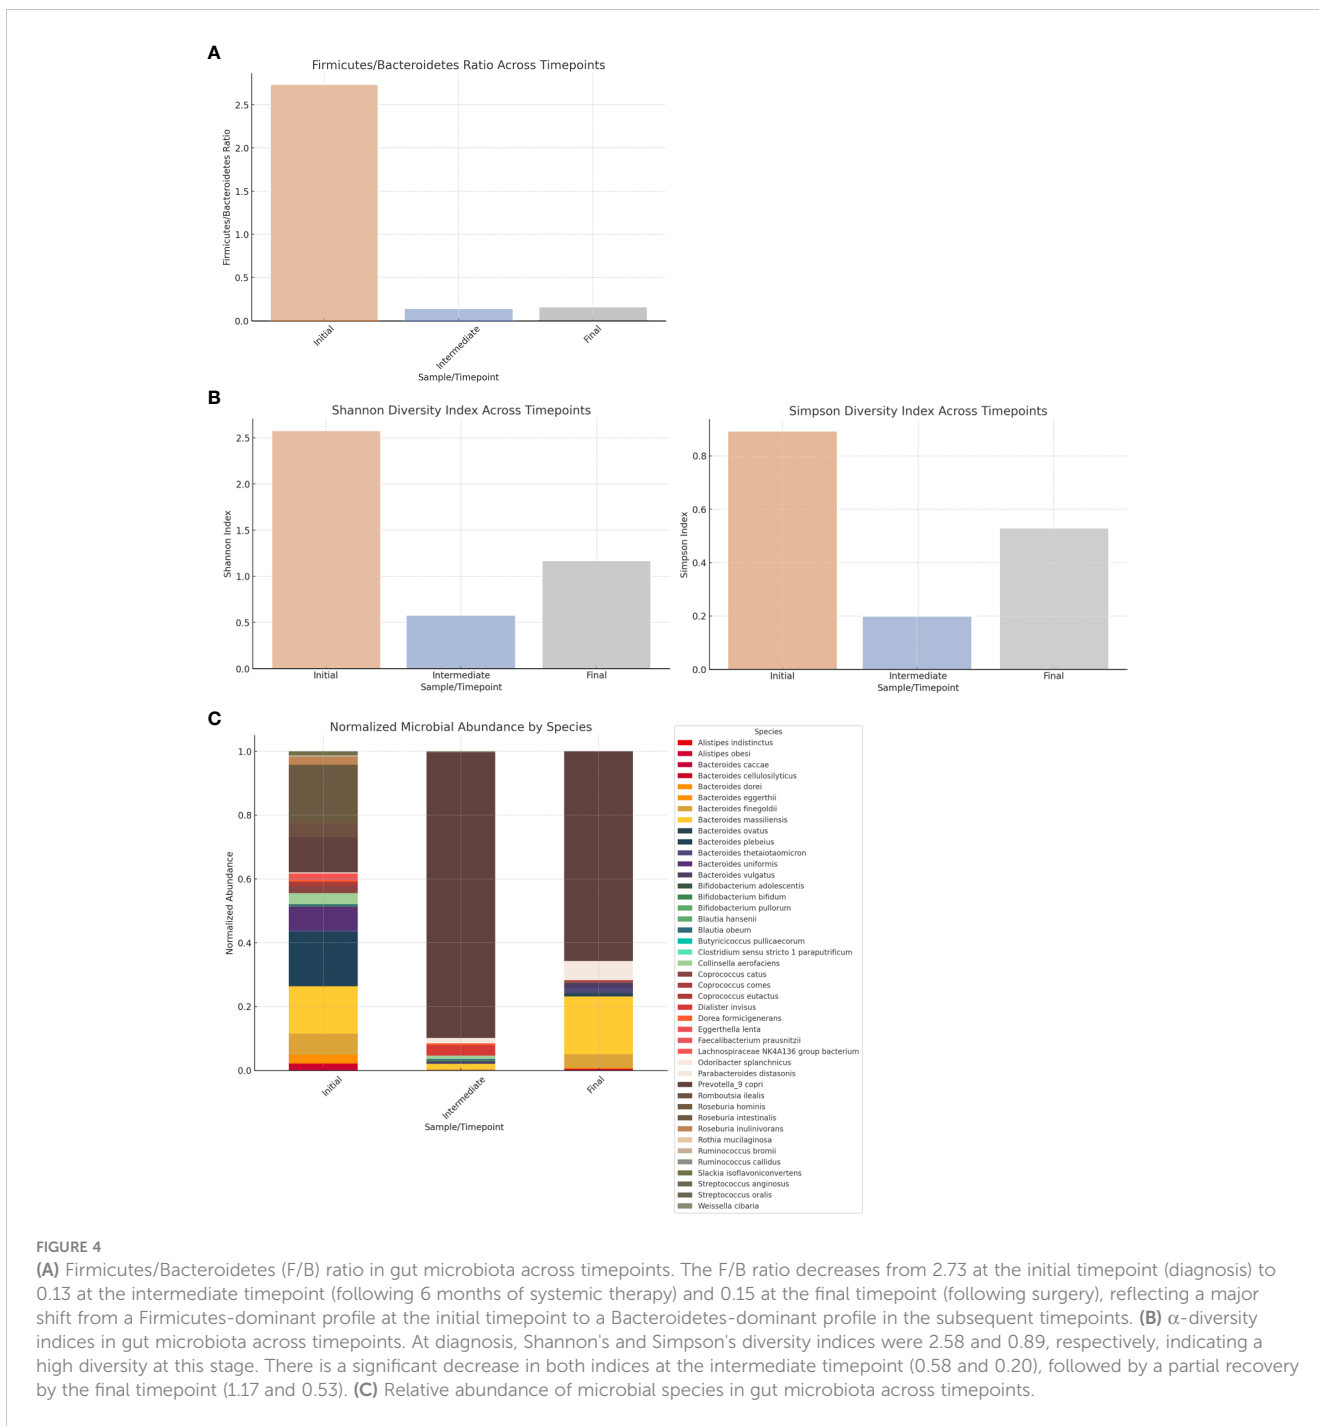 A
Firmicutes/Bacteroidetes Ratio Across Timepoints
Firmicutes/Bacteroidetes Ratio
2.5
2.0
1.5
1.0
0.5
0.0
Initial
Intermediate
Final
Sample/Timepoint
B
Shannon Diversity Index Across Timepoints
Shannon Index
2.5
2.0
1.5
1.0
0.5
0.0
Initial
Intermediate
Final
Sample/Timepoint
Simpson Diversity Index Across Timepoints
Simpson Index
0.8
0.6
0.4
0.2
0.0
Initial
Intermediate
Final
Sample/Timepoint
C
Normalized Microbial Abundance by Species
Normalized Abundance
1.0
0.8
0.6
0.4
0.2
0.0
Initial
Intermediate
Final
Sample/Timepoint
Species
Alistipes indistinctus
Alistipes obesi
Bacteroides caccae
Bacteroides cellulosilyticus
Bacteroides dorei
Bacteroides eggerthii
Bacteroides finegoldii
Bacteroides massiliensis
Bacteroides ovatus
Bacteroides plebeius
Bacteroides thetaiotaomicron
Bacteroides uniformis
Bacteroides vulgatus
Bifidobacterium adolescentis
Bifidobacterium bifidum
Bifidobacterium pullorum
Blautia hansenii
Blautia obeum
Butyricicoccus pullicaecorum
Clostridium sensu stricto 1 paraputrificum
Collinsella aerofaciens
Coprococcus catus
Coprococcus comes
Coprococcus eutactus
Dialister invisus
Dorea formicigenerans
Eggerthella lenta
Faecalibacterium prausnitzii
Lachnospiraceae NK4A136 group bacterium
Odoribacter splanchnicus
Parabacteroides distasonis
Prevotella_9 copri
Romboutsia ilealis
Roseburia hominis
Roseburia intestinalis
Roseburia inulinivorans
Rothia mucilaginosa
Ruminococcus bromii
Ruminococcus callidus
Slackia isoflavoniconvertens
Streptococcus anginosus
Streptococcus oralis
Weissella cibaria
FIGURE 4
(A) Firmicutes/Bacteroidetes (F/B) ratio in gut microbiota across timepoints. The F/B ratio decreases from 2.73 at the initial timepoint (diagnosis) to
0.13 at the intermediate timepoint (following 6 months of systemic therapy) and 0.15 at the final timepoint (following surgery), reflecting a major
shift from a Firmicutes-dominant profile at the initial timepoint to a Bacteroidetes-dominant profile in the subsequent timepoints. (B) α-diversity
indices in gut microbiota across timepoints. At diagnosis, Shannon's and Simpson's diversity indices were 2.58 and 0.89, respectively, indicating a
high diversity at this stage. There is a significant decrease in both indices at the intermediate timepoint (0.58 and 0.20), followed by a partial recovery
by the final timepoint (1.17 and 0.53). (C) Relative abundance of microbial species in gut microbiota across timepoints.